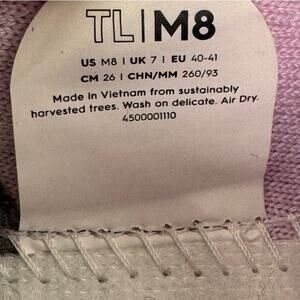 TL|M8
US M8 | UK 7 | EU 40-41
CM 26 | CHN/MM 260/93
Made in Vietnam from sustainably
harvested trees. Wash on delicate. Air Dry.
4500001110